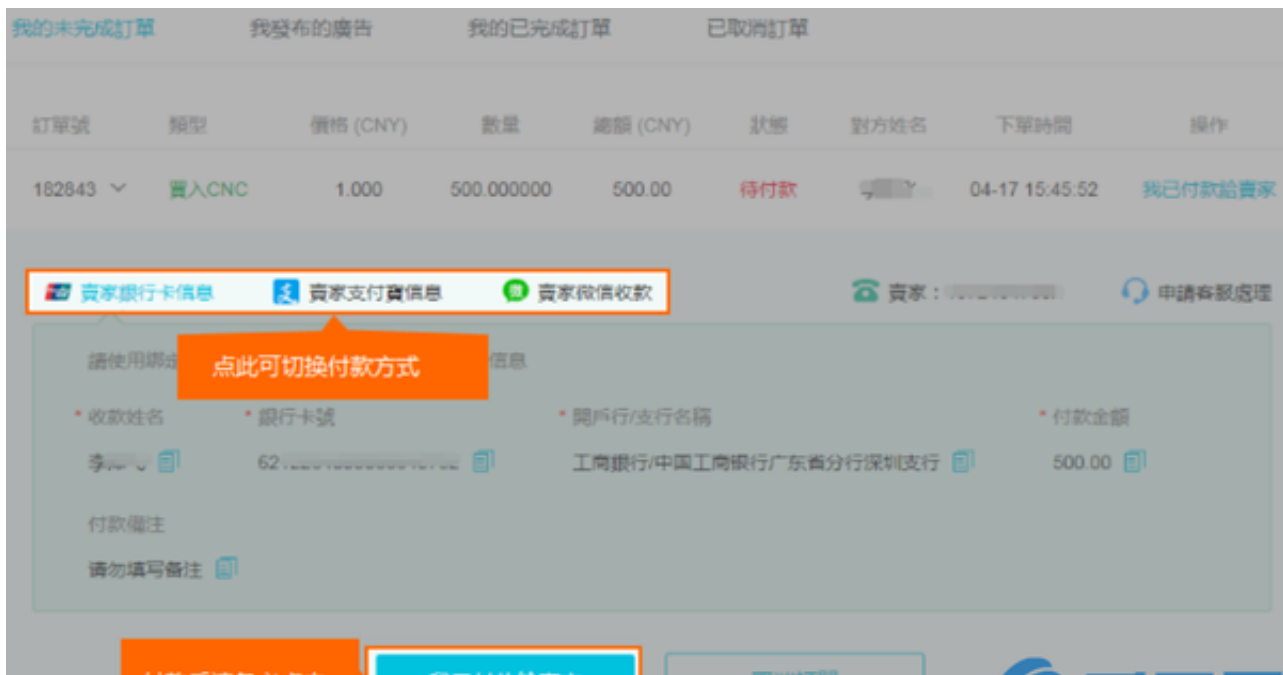 我的未完成訂單 我發布的廣告 我的已完成訂單 已取消訂單
訂單號 類型 價格 (CNY) 數量 總額 (CNY) 狀態 對方姓名 下單時間 操作
182843 買入CNC 1.000 500.000000 500.00 待付款 04-17 15:45:52 我已付款給賣家
賣家銀行卡信息 賣家支付寶信息 賣家微信收款 賣家： 申請客服處理
請使用綁定 信息
点此可切换付款方式
* 收款姓名 * 銀行卡號 * 開戶行/支行名稱 * 付款金額
李 62 工商銀行/中国工商银行广东省分行深圳支行 500.00
付款備注
请勿填写备注